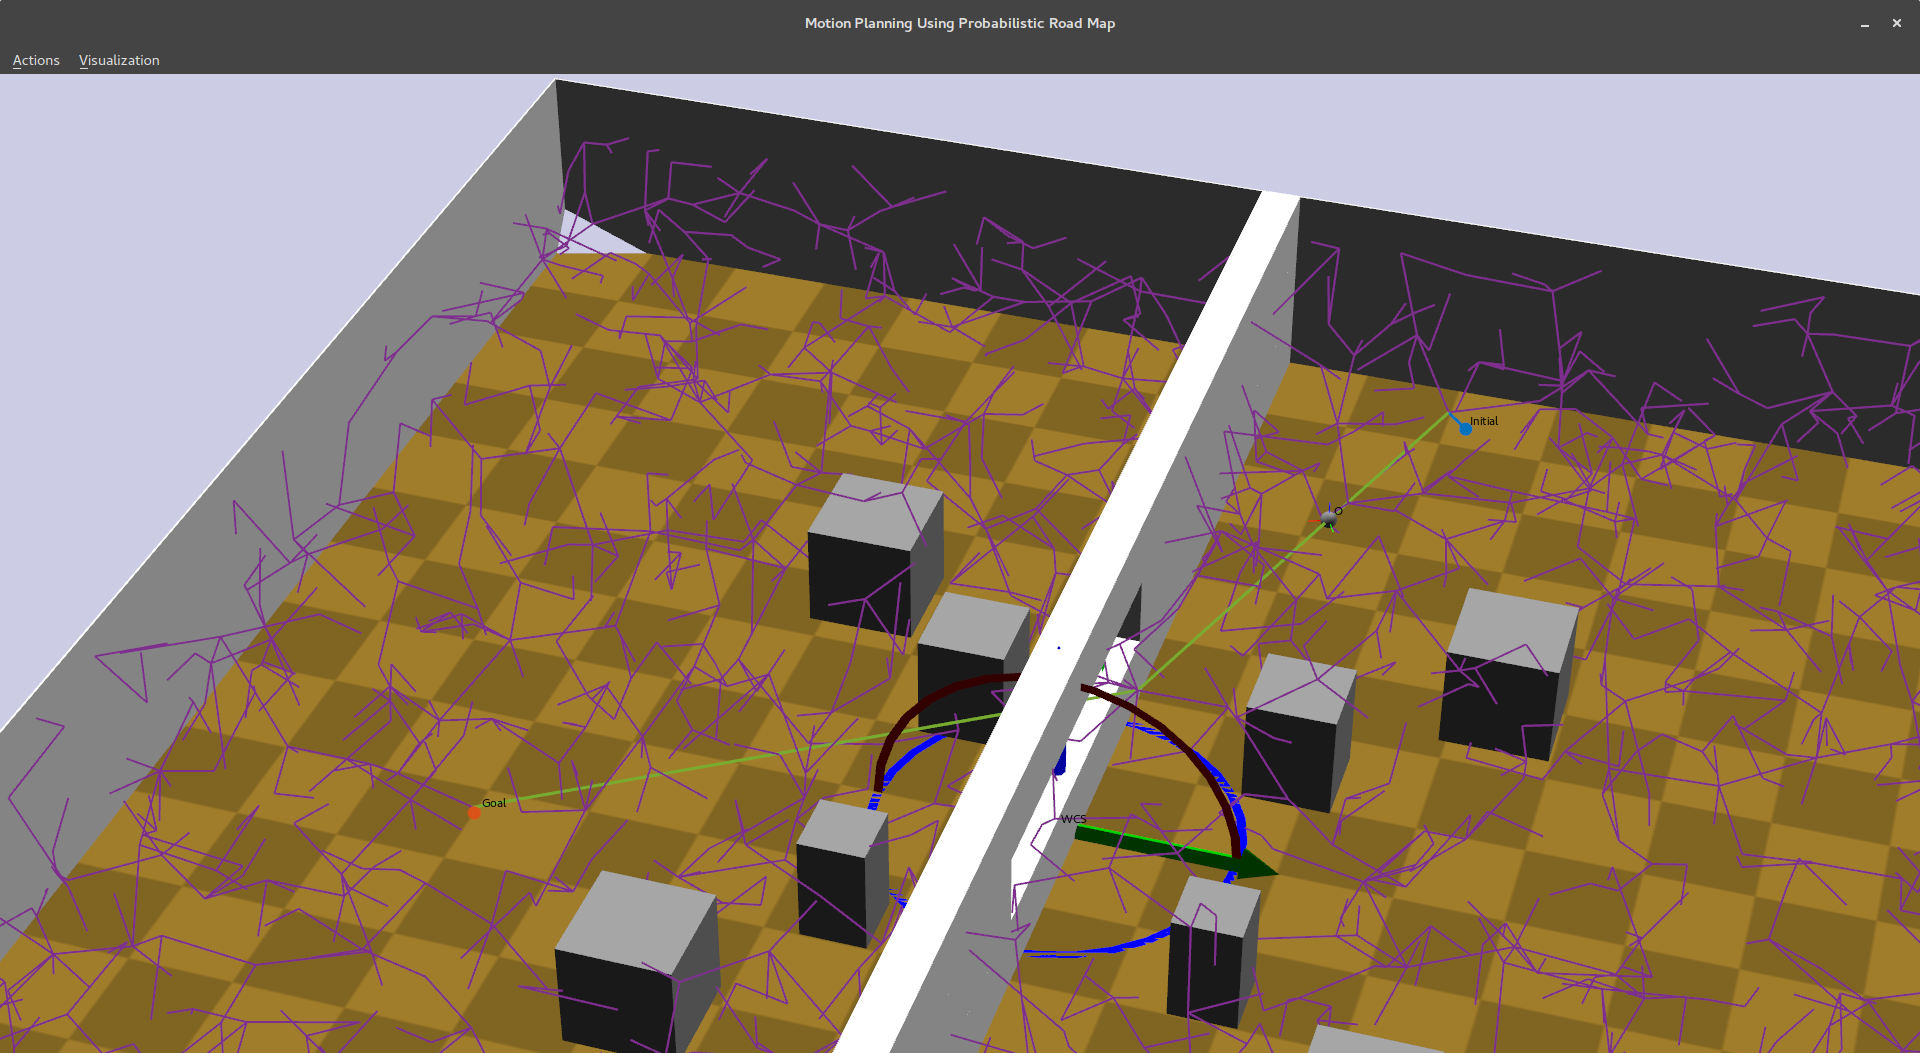 Motion Planning Using Probabilistic Road Map
Actions Visualization
Initial
O
Goal
WCS